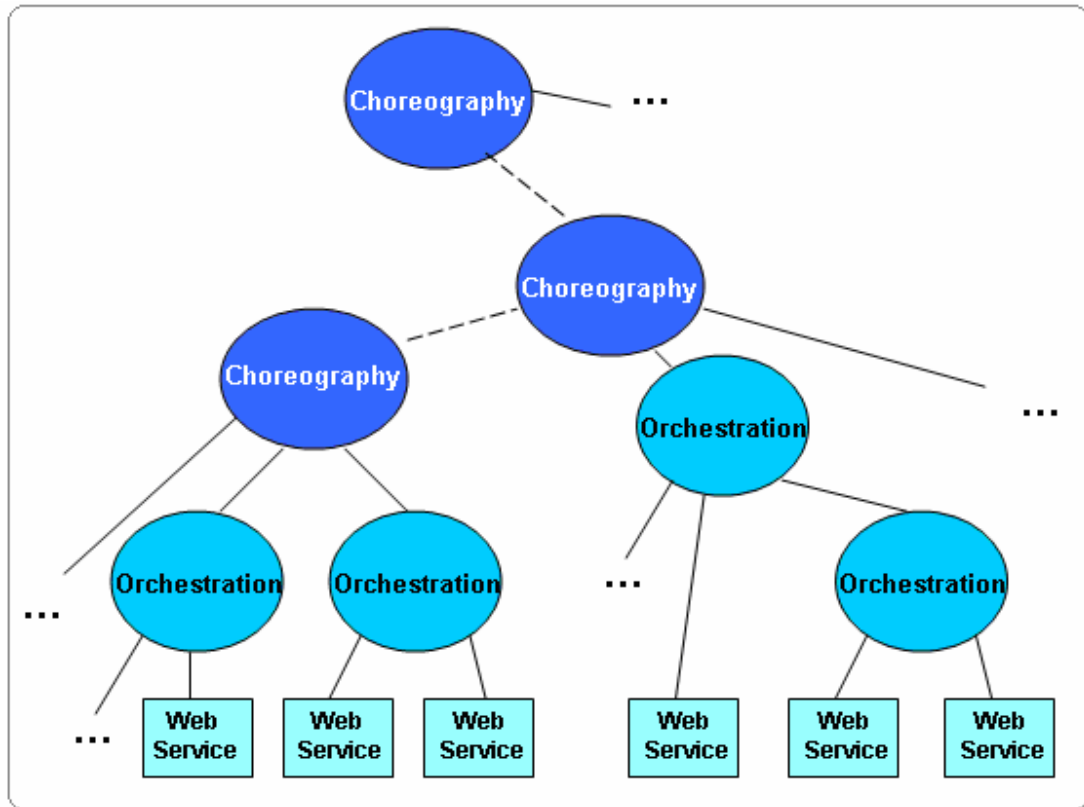 Choreography
...
Choreography
Choreography
Orchestration
...
Orchestration
Orchestration
...
Orchestration
...
...
Web
Service
Web
Service
Web
Service
Web
Service
Web
Service
Web
Service